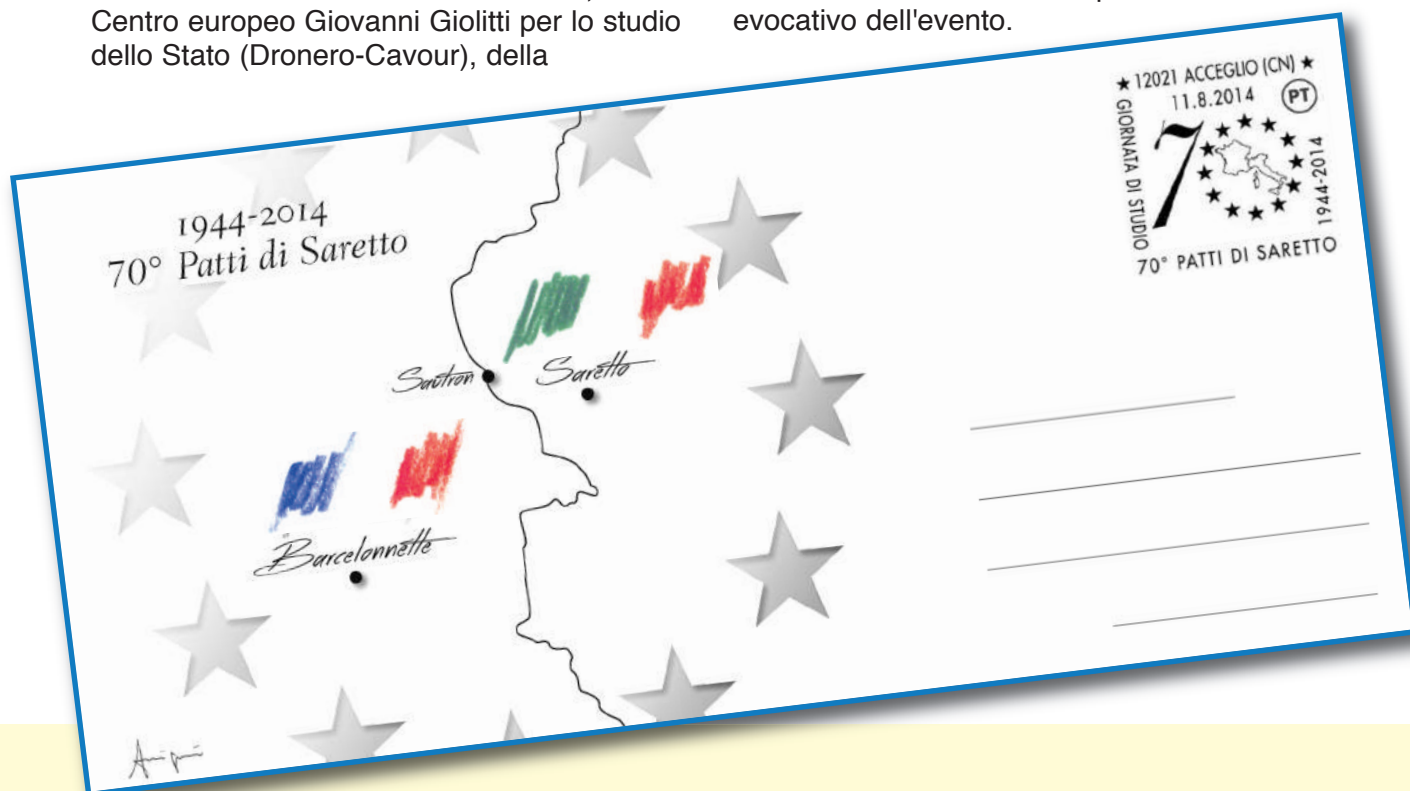 Centro europeo Giovanni Giolitti per lo studio
dello Stato (Dronero-Cavour), della
evocativo dell'evento.
1944-2014
70° Patti di Saretto
Sautron
Saretto
Barcelonnette
★ 12021 ACCEGLIO (CN) ★
11.8.2014
PT
GIORNATA DI STUDIO
70
1944-2014
70° PATTI DI SARETTO